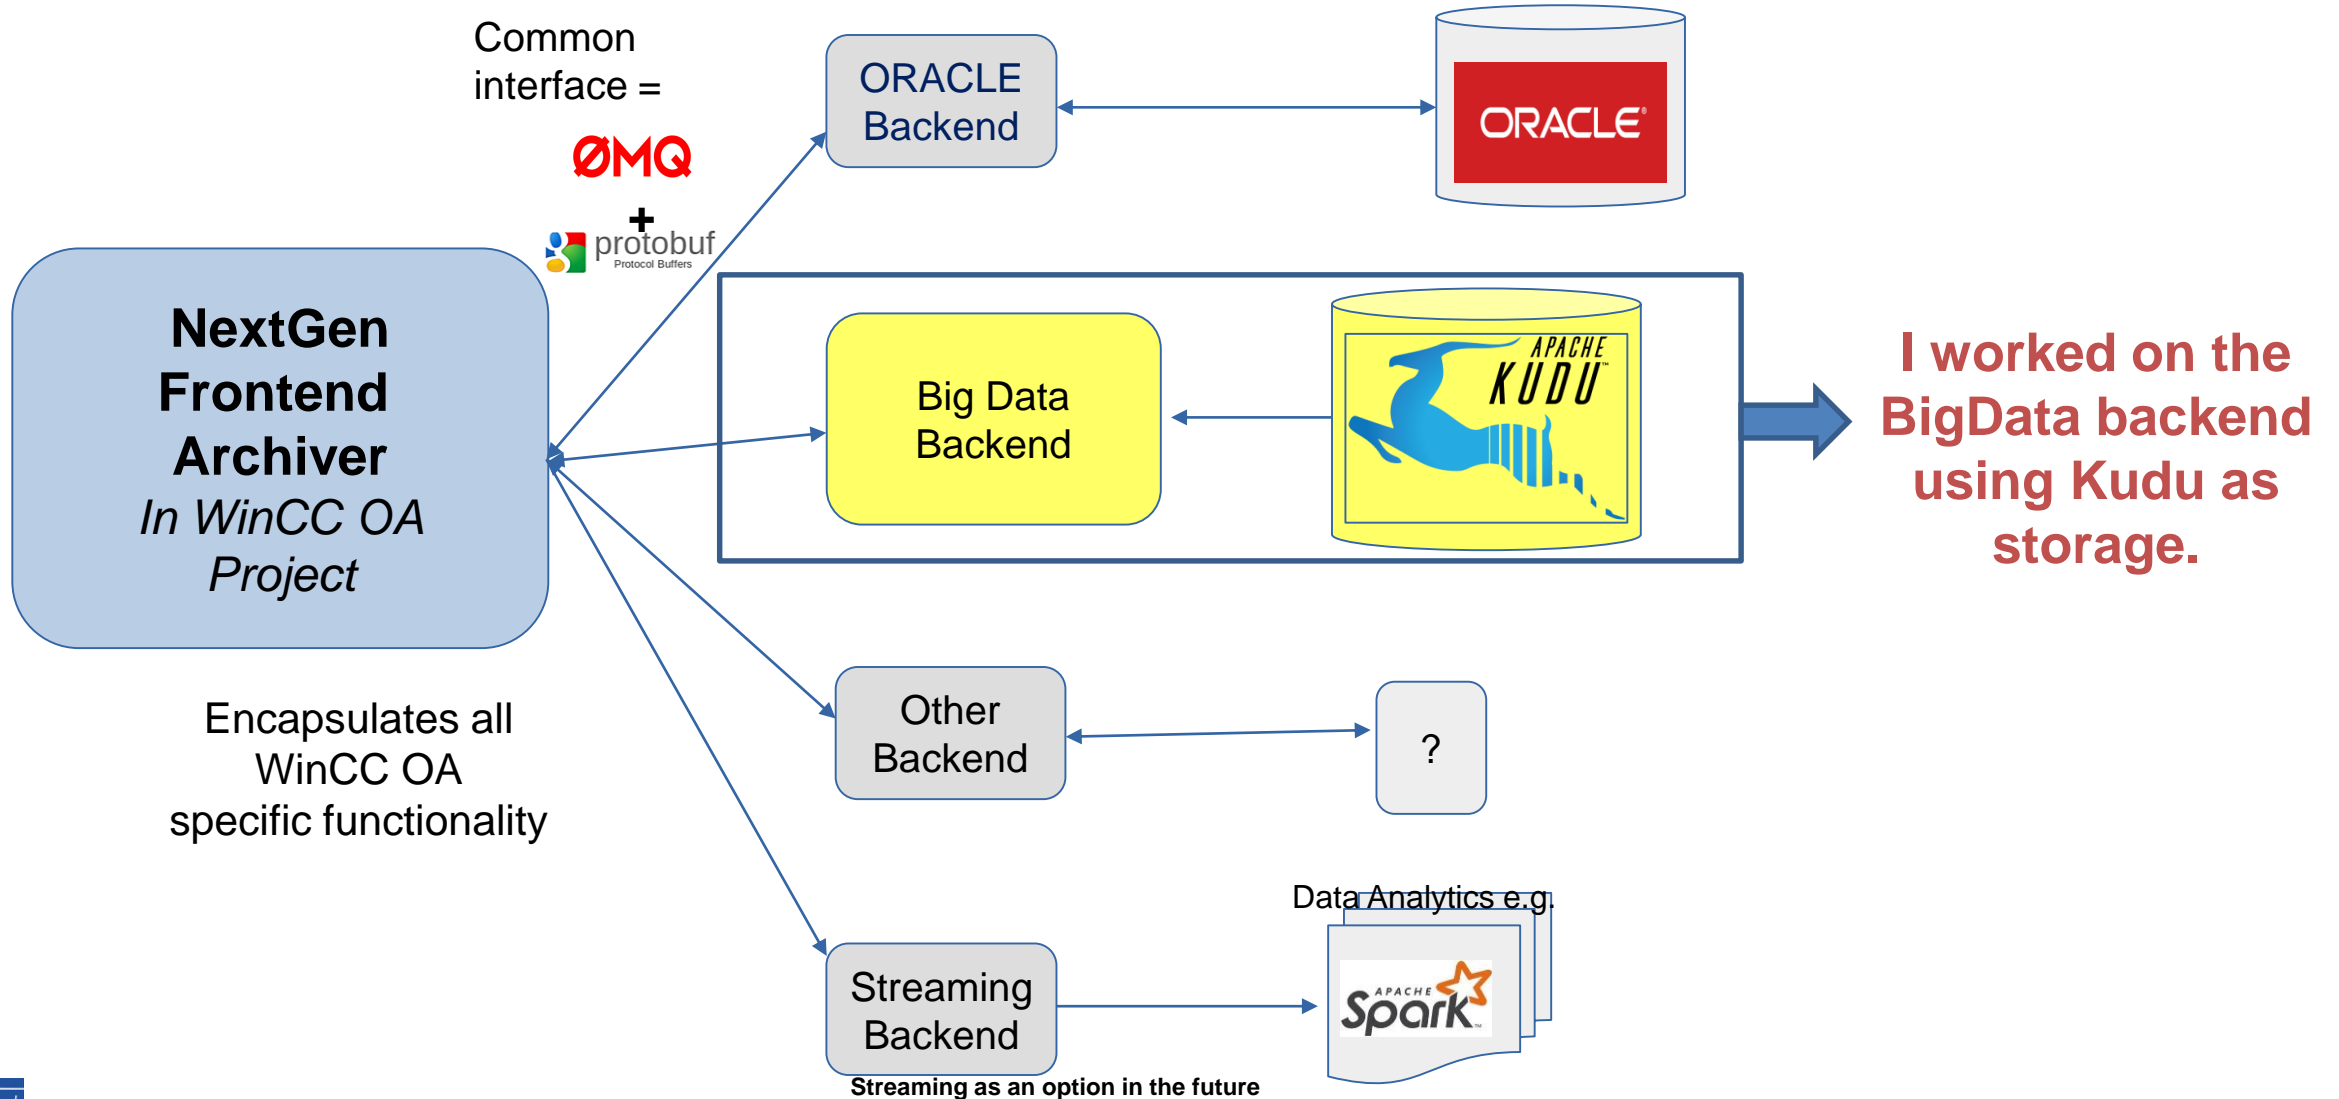 Common
interface =
ØMQ
+
protobuf
Protocol Buffers
NextGen
Frontend
Archiver
In WinCC OA
Project
Encapsulates all
WinCC OA
specific functionality
ORACLE
Backend
ORACLE®
Big Data
Backend
APACHE
KUDU™
I worked on the
BigData backend
using Kudu as
storage.
Other
Backend
?
Data Analytics e.g.
Streaming
Backend
APACHE
Spark™
Streaming as an option in the future